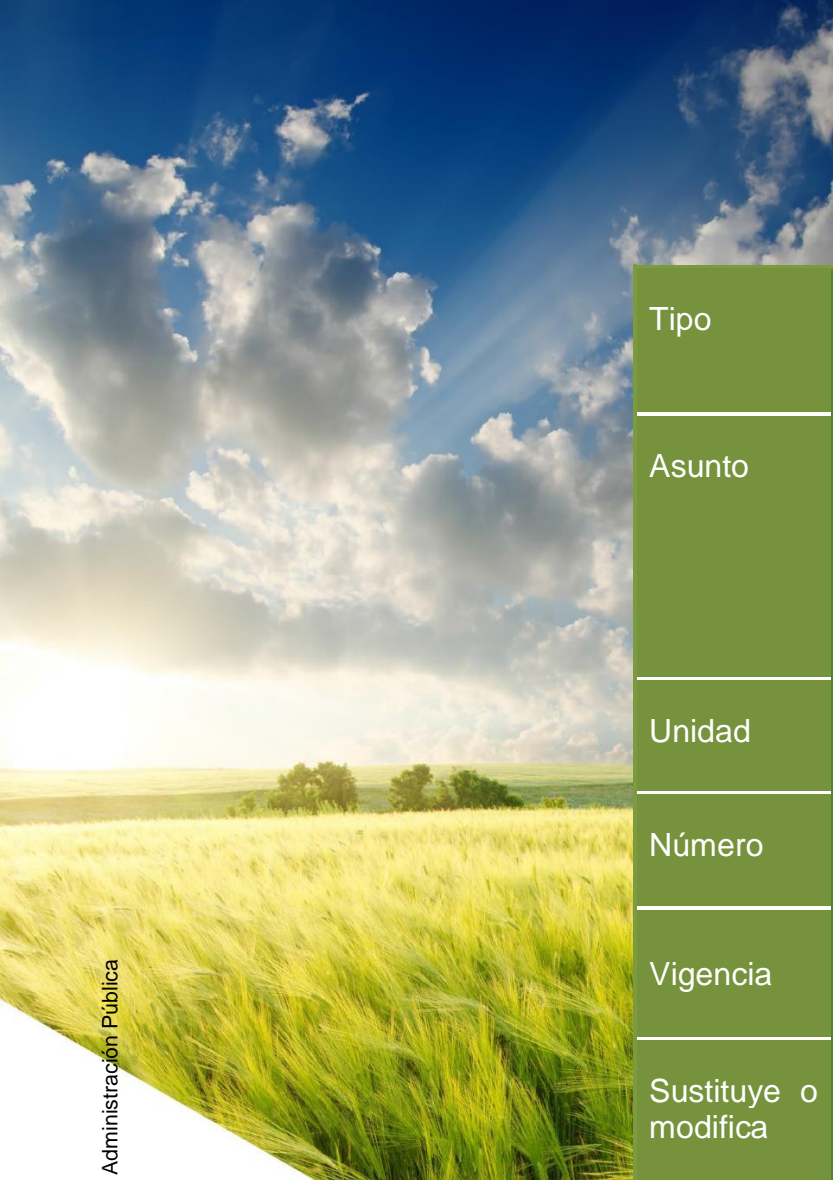 Tipo
Asunto
Unidad
Número
Vigencia
Sustituye o
modifica
Administración Pública